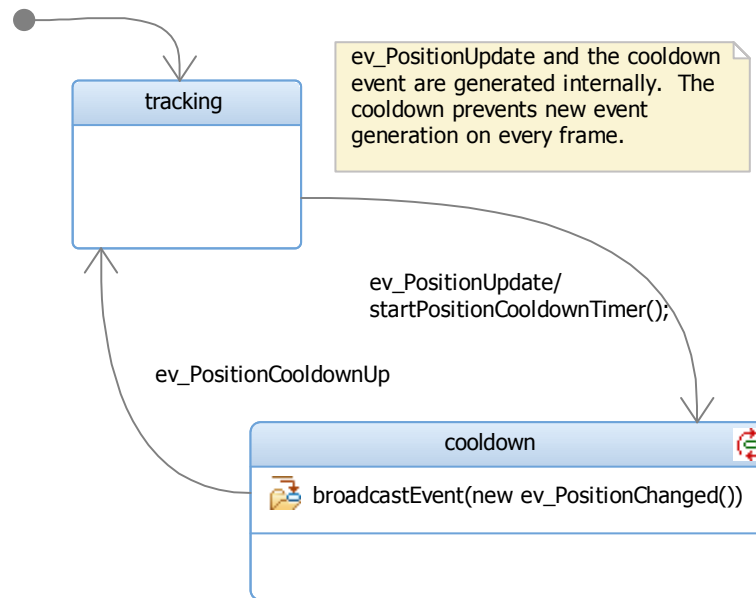 ev_PositionUpdate and the cooldown
event are generated internally.  The
cooldown prevents new event
generation on every frame.
tracking
ev_PositionUpdate/
startPositionCooldownTimer();
ev_PositionCooldownUp
cooldown
broadcastEvent(new ev_PositionChanged())